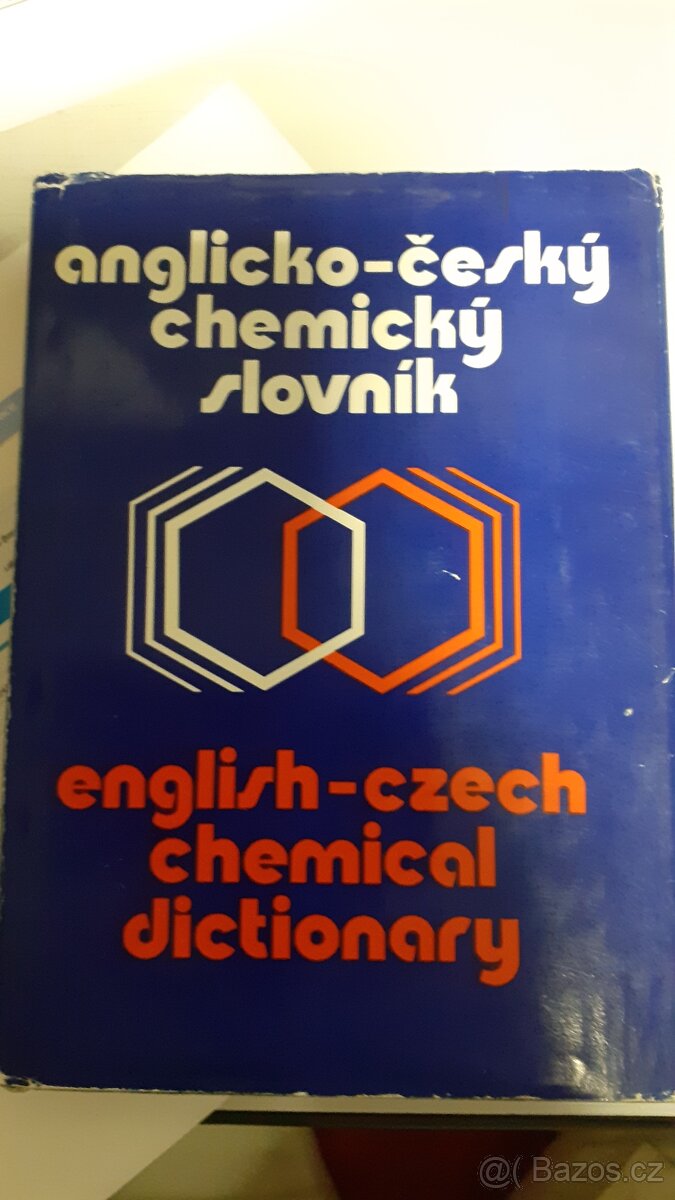 anglicko-český
chemický
slovník
english-czech
chemical
dictionary
@( Bazos.cz